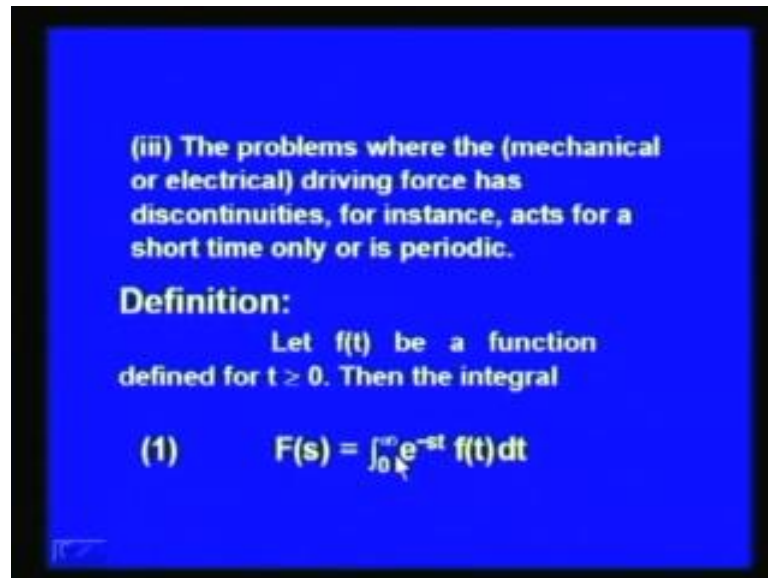 (iii) The problems where the (mechanical
or electrical) driving force has
discontinuities, for instance, acts for a
short time only or is periodic.
Definition:
Let f(t) be a function
defined for t ≥ 0. Then the integral
(1) F(s) = ∫₀^∞ e^-st f(t)dt